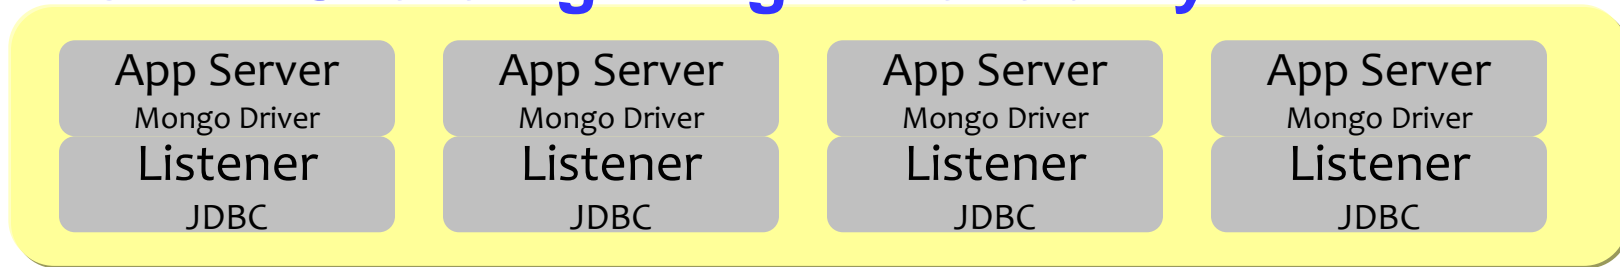 App Server App Server App Server App Server
Mongo Driver Mongo Driver Mongo Driver Mongo Driver
Listener Listener Listener Listener
JDBC JDBC JDBC JDBC